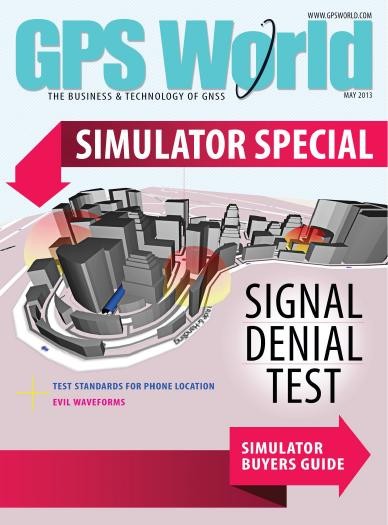 WWW.GPSWORLD.COM
GPS World
THE BUSINESS & TECHNOLOGY OF GNSS
MAY 2013
SIMULATOR SPECIAL
SIGNAL
DENIAL
TEST
TEST STANDARDS FOR PHONE LOCATION
EVIL WAVEFORMS
SIMULATOR
BUYERS GUIDE